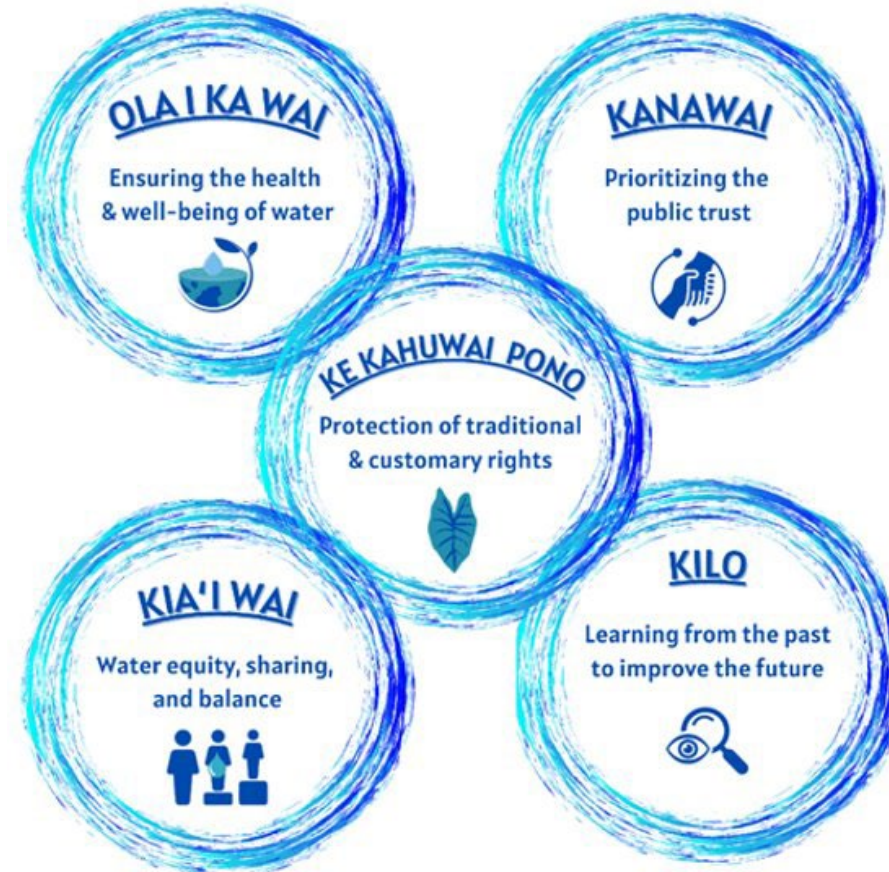 OLA I KA WAI
Ensuring the health
& well-being of water
KANAWAI
Prioritizing the
public trust
KE KAHUWAI PONO
Protection of traditional
& customary rights
KIAʻI WAI
Water equity, sharing,
and balance
KILO
Learning from the past
to improve the future